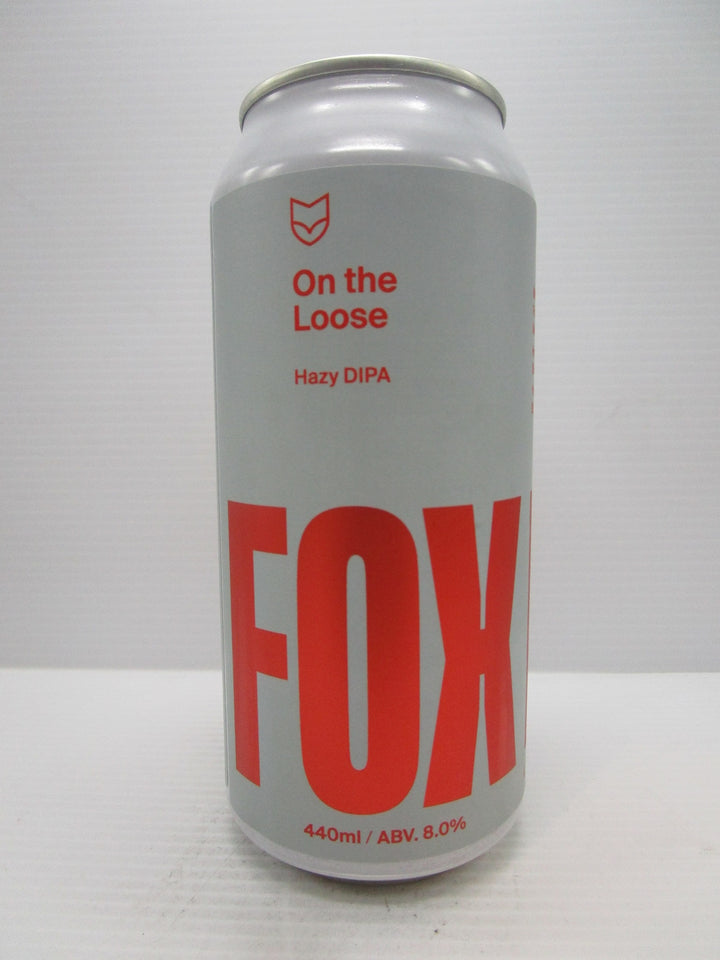 On the
Loose
Hazy DIPA
FOX
440ml / ABV. 8.0%